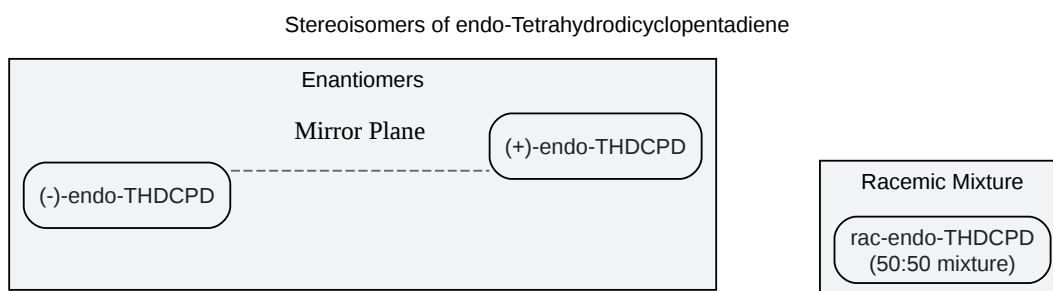 Stereoisomers of endo-Tetrahydrodicyclopentadiene
Enantiomers
Mirror Plane
(+)-endo-THDCPD
(-)-endo-THDCPD
Racemic Mixture
rac-endo-THDCPD
(50:50 mixture)